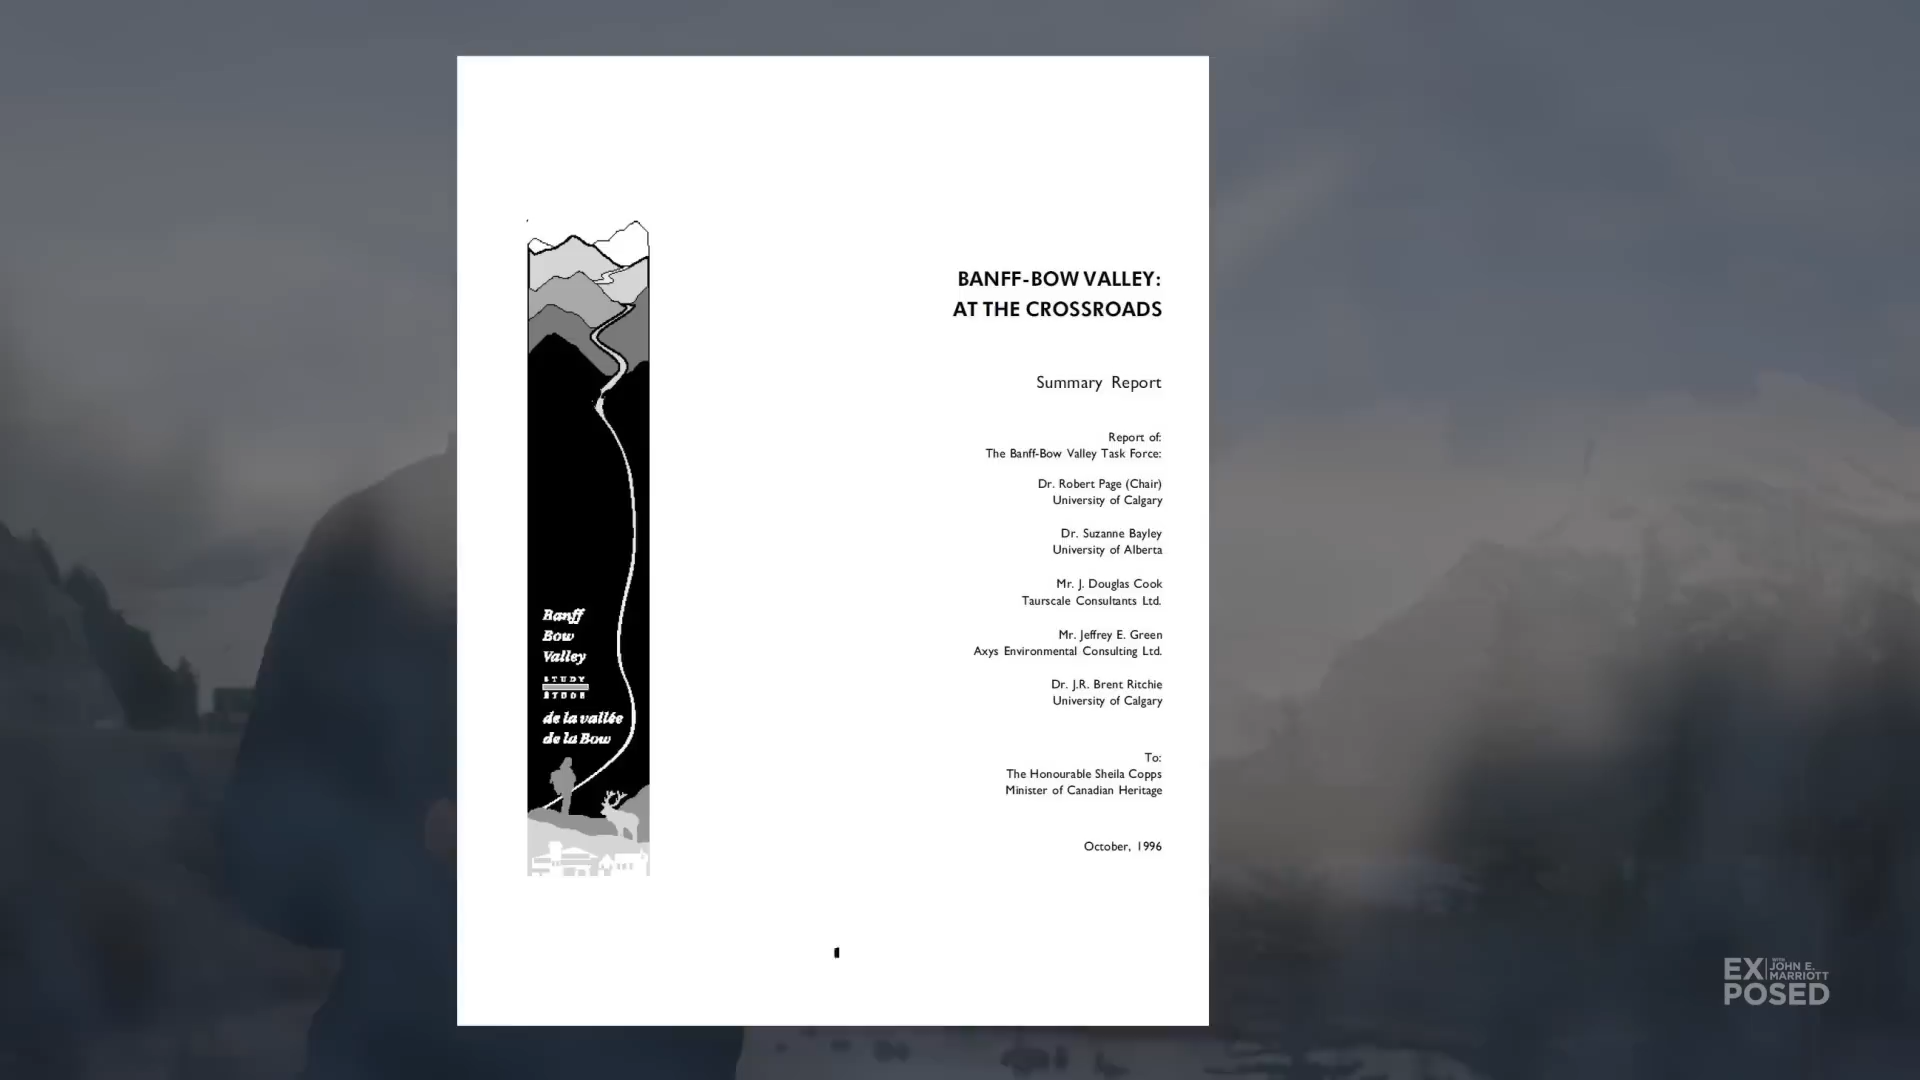 BANFF-BOW VALLEY:
AT THE CROSSROADS
Summary Report
Report of:
The Banff-Bow Valley Task Force:
Dr. Robert Page (Chair)
University of Calgary
Dr. Suzanne Bayley
University of Alberta
Mr. J. Douglas Cook
Taurscale Consultants Ltd.
Mr. Jeffrey E. Green
Axys Environmental Consulting Ltd.
Dr. J.R. Brent Ritchie
University of Calgary
To:
The Honourable Sheila Copps
Minister of Canadian Heritage
October, 1996
Banff
Bow
Valley
STUDY
ÉTUDE
de la vallée
de la Bow
EXPOSED
WITH
JOHN E.
MARRIOTT